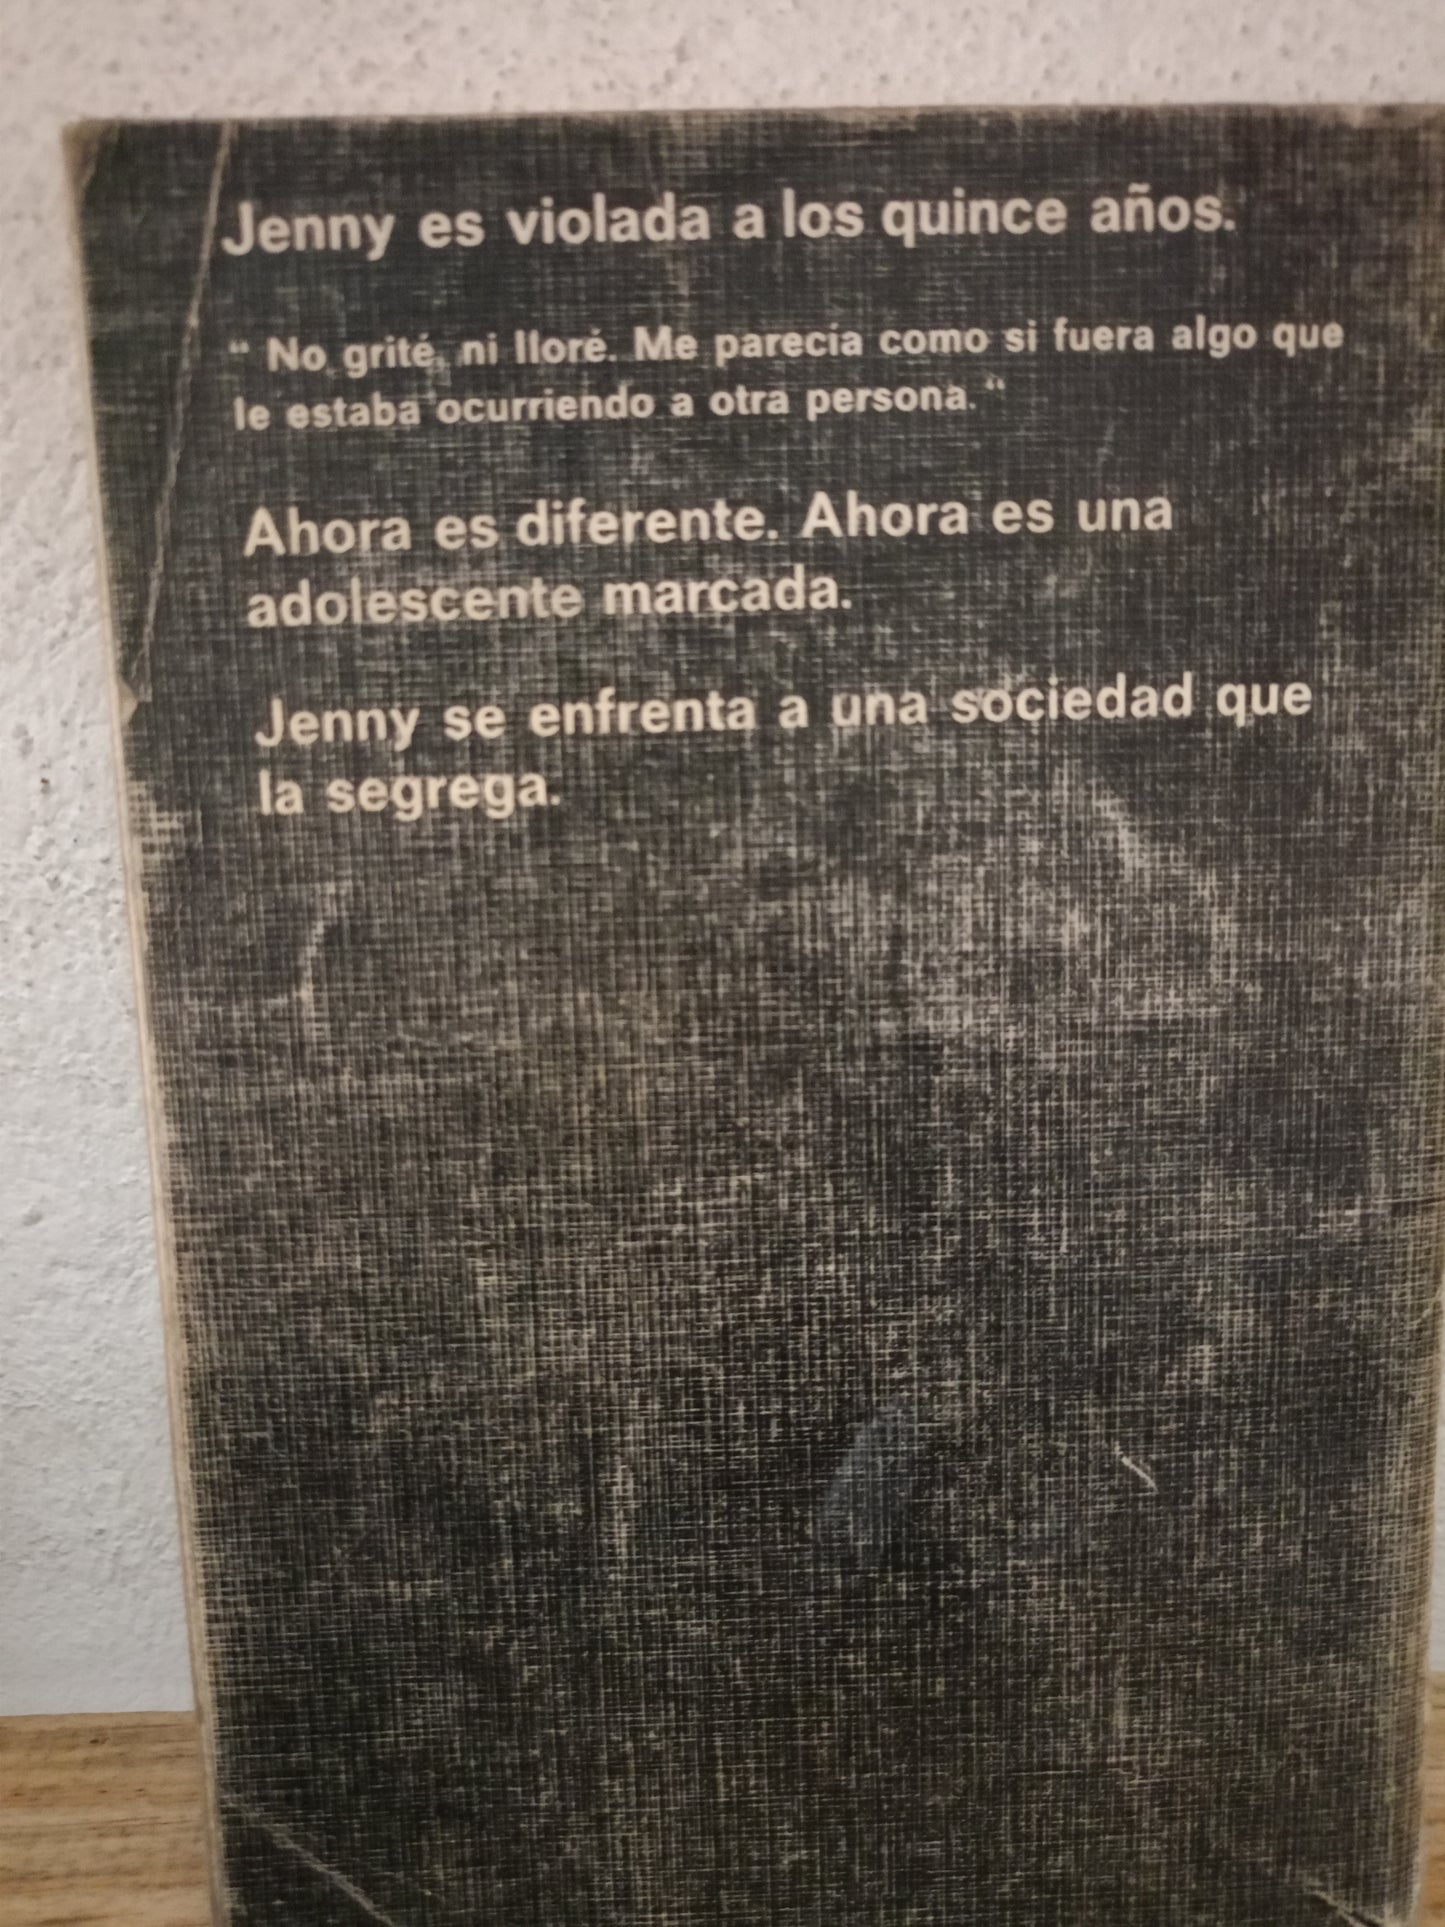 Jenny es violada a los quince años.
“ No grité, ni lloré. Me parecía como si fuera algo que
le estaba ocurriendo a otra persona. “
Ahora es diferente. Ahora es una
adolescente marcada.
Jenny se enfrenta a una sociedad que
la segrega.